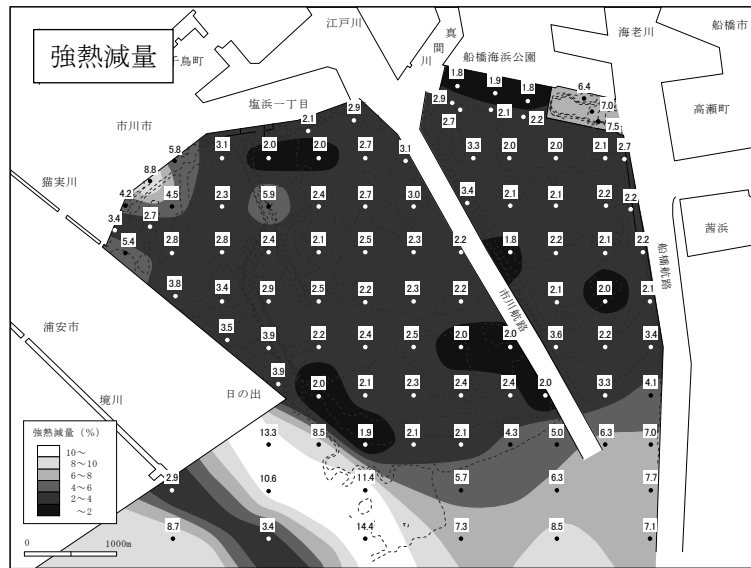 強熱減量
千鳥町
江戸川
真間川
船橋海浜公園
海老川
船橋市
高瀬町
塩浜一丁目
市川市
猫実川
茜浜
船橋航路
市川航路
浦安市
境川
日の出
1.8 1.9 1.8 6.4
2.9 7.0
2.9 2.7 2.1 2.2 7.5
2.1
5.8 3.1 2.0 2.0 2.7 3.1 3.3 2.0 2.0 2.1 2.7
8.8
4.2 4.5 2.3 5.9 2.4 2.7 3.0 3.4 2.1 2.1 2.2 2.2
3.4 2.7
5.4 2.8 2.8 2.4 2.1 2.5 2.3 2.2 1.8 2.2 2.1 2.2
3.8 3.4 2.9 2.5 2.2 2.3 2.2 2.1 2.0 2.1
3.5 3.9 2.2 2.4 2.5 2.0 2.0 3.6 2.2 3.4
3.9 2.0 2.1 2.3 2.4 2.4 2.0 3.3 4.1
13.3 8.5 1.9 2.1 2.1 4.3 5.0 6.3 7.0
2.9 10.6 11.4 5.7 6.3 7.7
8.7 3.4 14.4 7.3 8.5 7.1
強熱減量 (%)
10～
8～10
6～8
4～6
2～4
～2
0 1000m